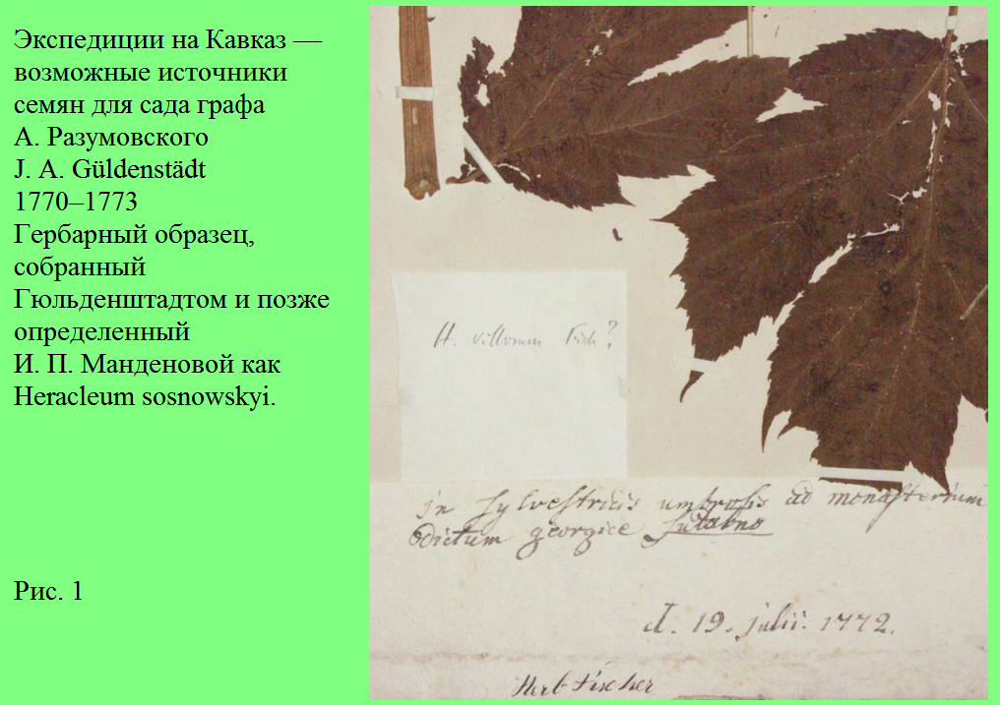 Экспедиции на Кавказ —
возможные источники
семян для сада графа
А. Разумовского
J. A. Güldenstädt
1770–1773
Гербарный образец,
собранный
Гюльденштадтом и позже
определенный
И. П. Манденовой как
Heracleum sosnowskyi.
Рис. 1
H. villosum Fisch?
in sylvestriis umbrosis ad monasterium
dictum georgice
d. 19. julii. 1772.
Herb. Fischer